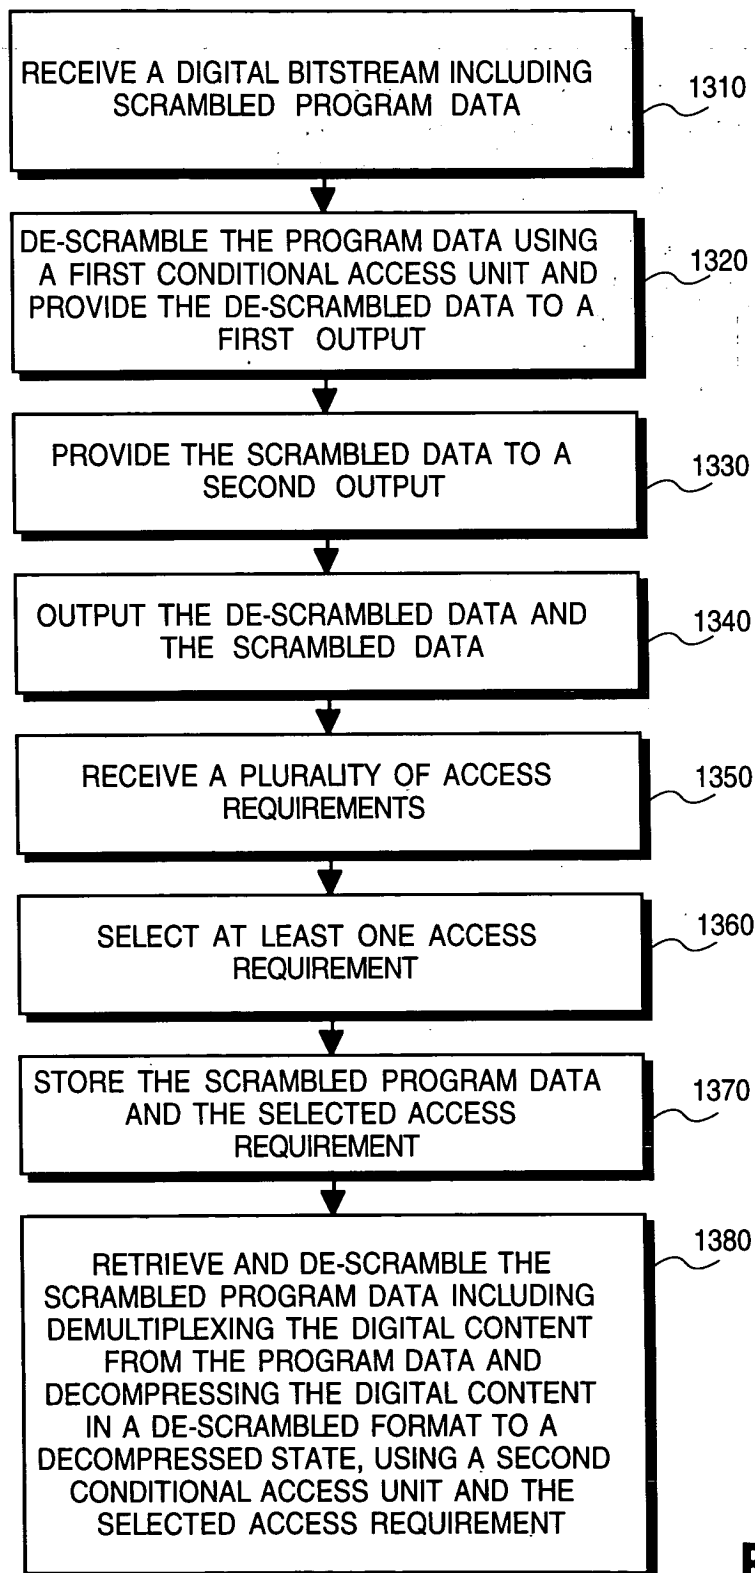 RECEIVE A DIGITAL BITSTREAM INCLUDING
SCRAMBLED PROGRAM DATA
1310
DE-SCRAMBLE THE PROGRAM DATA USING
A FIRST CONDITIONAL ACCESS UNIT AND
PROVIDE THE DE-SCRAMBLED DATA TO A
FIRST OUTPUT
1320
PROVIDE THE SCRAMBLED DATA TO A
SECOND OUTPUT
1330
OUTPUT THE DE-SCRAMBLED DATA AND
THE SCRAMBLED DATA
1340
RECEIVE A PLURALITY OF ACCESS
REQUIREMENTS
1350
SELECT AT LEAST ONE ACCESS
REQUIREMENT
1360
STORE THE SCRAMBLED PROGRAM DATA
AND THE SELECTED ACCESS
REQUIREMENT
1370
RETRIEVE AND DE-SCRAMBLE THE
SCRAMBLED PROGRAM DATA INCLUDING
DEMULTIPLEXING THE DIGITAL CONTENT
FROM THE PROGRAM DATA AND
DECOMPRESSING THE DIGITAL CONTENT
IN A DE-SCRAMBLED FORMAT TO A
DECOMPRESSED STATE, USING A SECOND
CONDITIONAL ACCESS UNIT AND THE
SELECTED ACCESS REQUIREMENT
1380